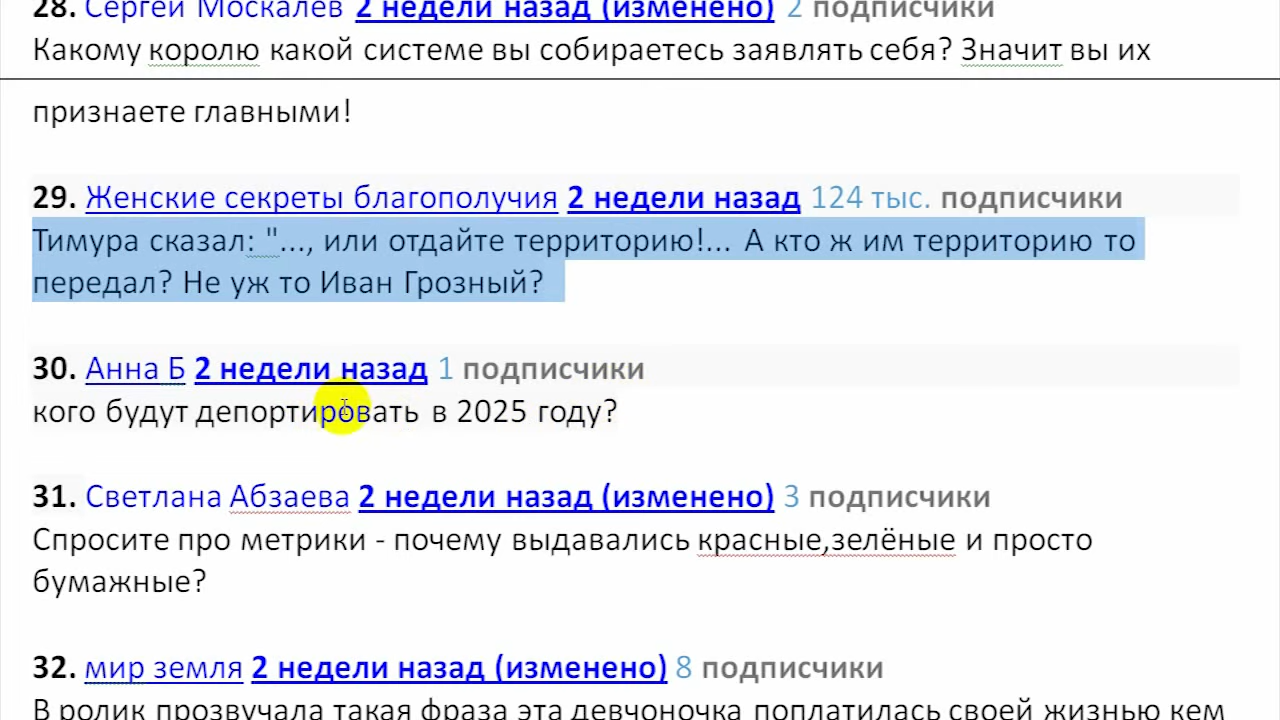 28. Сергей Москалев 2 недели назад (изменено) 2 подписчики
Какому королю какой системе вы собираетесь заявлять себя? Значит вы их
признаете главными!
29. Женские секреты благополучия 2 недели назад 124 тыс. подписчики
Тимура сказал: "..., или отдайте территорию!... А кто ж им территорию то
передал? Не уж то Иван Грозный?
30. Анна Б 2 недели назад 1 подписчики
кого будут депортировать в 2025 году?
31. Светлана Абзаева 2 недели назад (изменено) 3 подписчики
Спросите про метрики - почему выдавались красные,зелёные и просто
бумажные?
32. мир земля 2 недели назад (изменено) 8 подписчики
В ролик прозвучала такая фраза эта девчоночка поплатилась своей жизнью кем